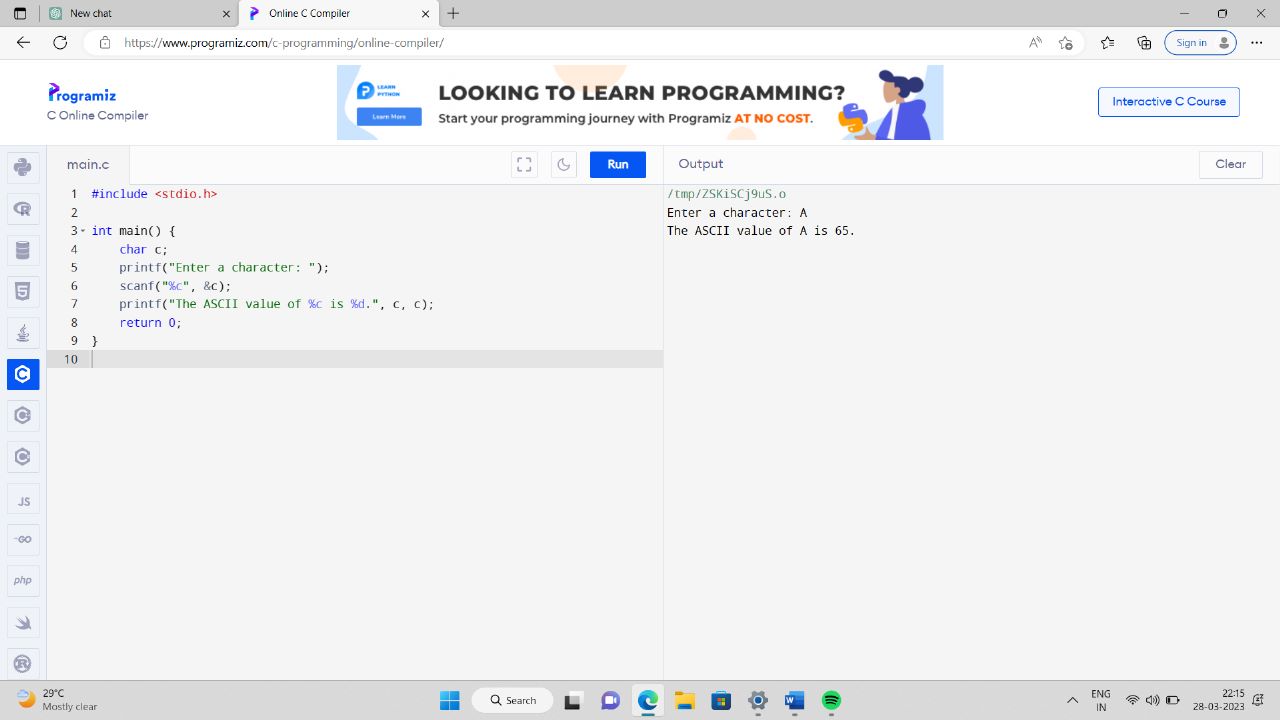 New chat
Online C Compiler
https://www.programiz.com/c-programming/online-compiler/
Sign in
Programiz
C Online Compiler
LEARN
PYTHON
Learn More
LOOKING TO LEARN PROGRAMMING?
Start your programming journey with Programiz AT NO COST.
Interactive C Course
main.c
Run
Output
Clear
1 #include <stdio.h>
2
3 int main() {
4 char c;
5 printf("Enter a character: ");
6 scanf("%c", &c);
7 printf("The ASCII value of %c is %d.", c, c);
8 return 0;
9 }
10
/tmp/ZSKiSCj9uS.o
Enter a character: A
The ASCII value of A is 65.
JS
GO
php
29°C
Mostly clear
Search
ENG
IN
22:13
28-03-2023